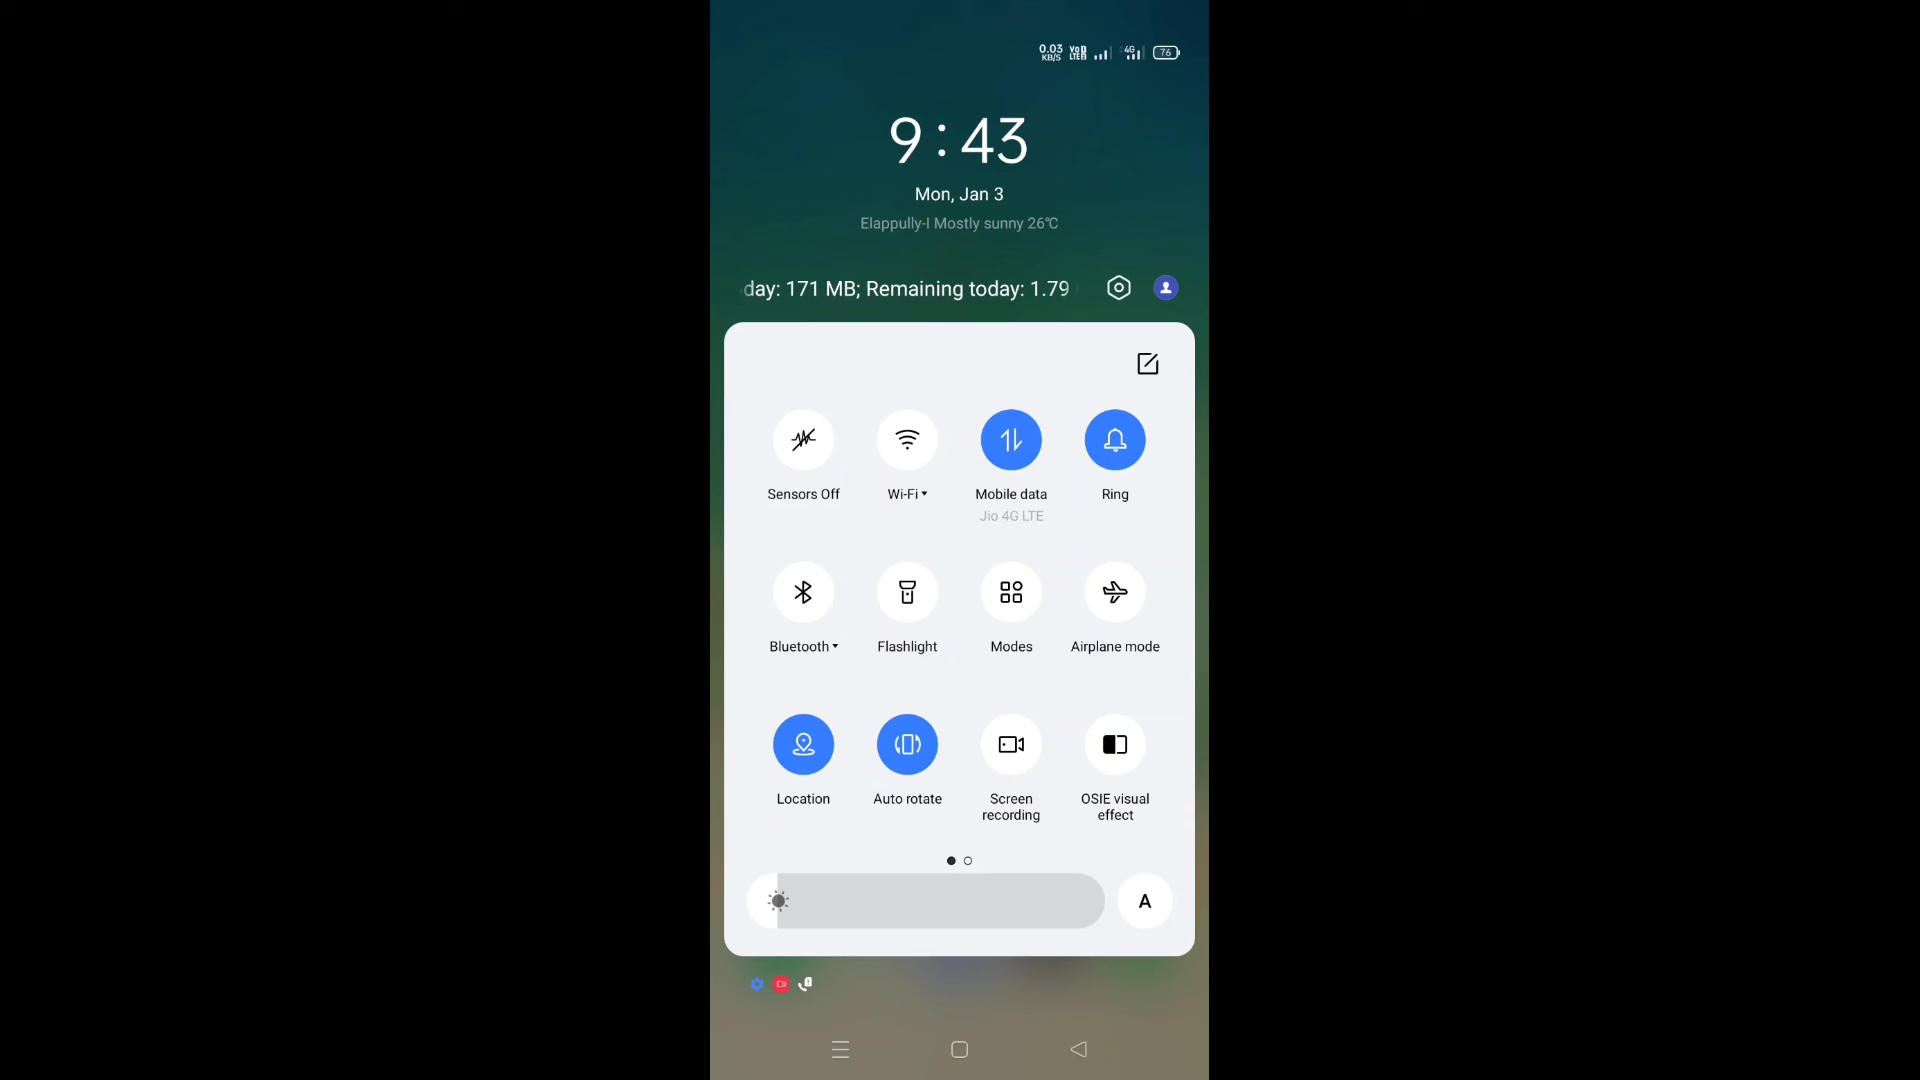 0.03 KB/S VoD LTE2 4G 76
9:43
Mon, Jan 3
Elappully-I Mostly sunny 26℃
day: 171 MB; Remaining today: 1.79
Sensors Off
Wi-Fi
Mobile data
Ring
Jio 4G LTE
Bluetooth
Flashlight
Modes
Airplane mode
Location
Auto rotate
Screen recording
OSIE visual effect
A